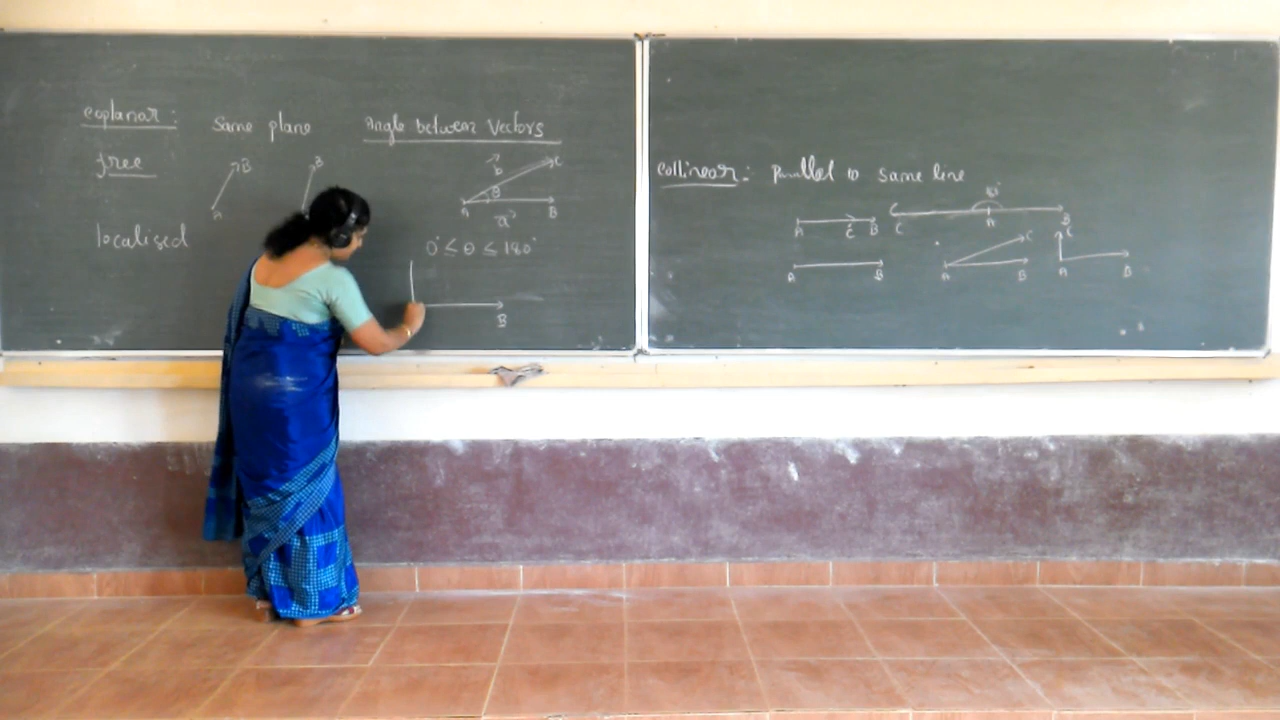 coplanar: Same plane
free
localised
A B
A B
Angle between Vectors
b
C
θ
A B
a
0° ≤ θ ≤ 180°
B
Collinear: Parallel to same line
A C B
C A B
A B
A B C
C
A B